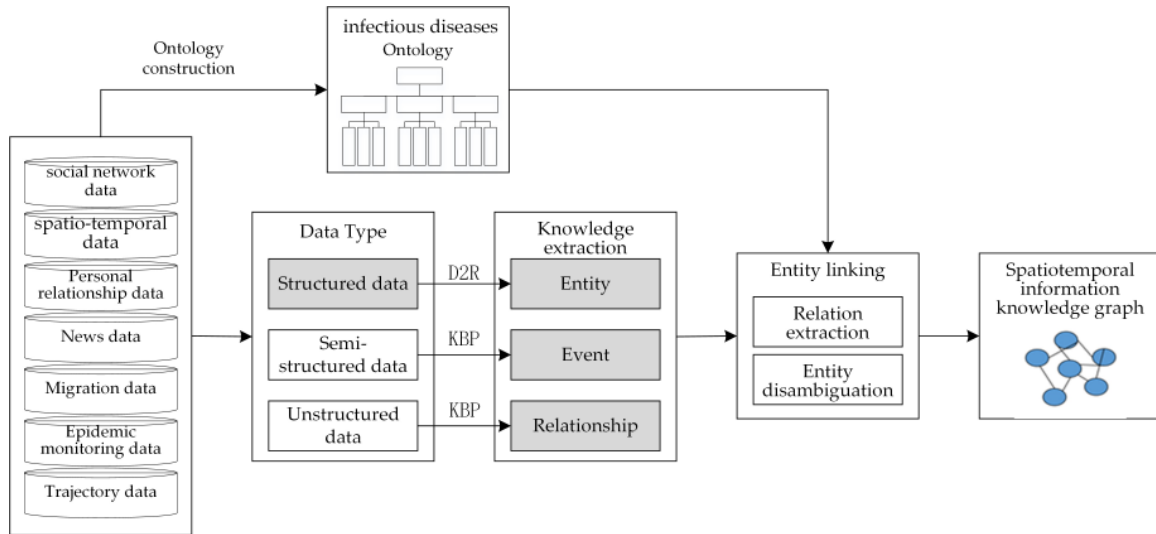 Ontology
construction
infectious diseases
Ontology
social network
data
spatio-temporal
data
Personal
relationship data
News data
Migration data
Epidemic
monitoring data
Trajectory data
Data Type
Structured data
Semi-
structured data
Unstructured
data
D2R
KBP
KBP
Knowledge
extraction
Entity
Event
Relationship
Entity linking
Relation
extraction
Entity
disambiguation
Spatiotemporal
information
knowledge graph